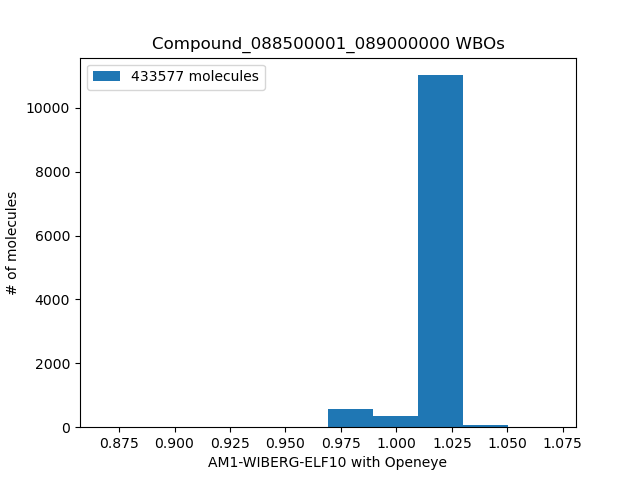 Compound_088500001_089000000 WBOs
433577 molecules
# of molecules
10000
8000
6000
4000
2000
0
0.875 0.900 0.925 0.950 0.975 1.000 1.025 1.050 1.075
AM1-WIBERG-ELF10 with Openeye